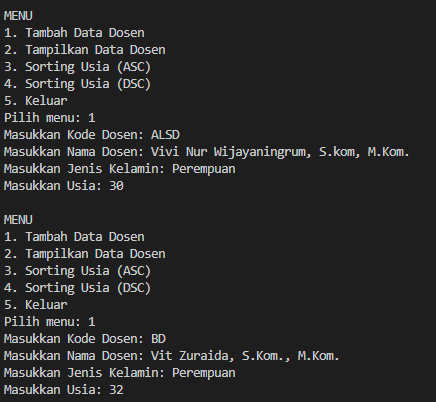 MENU
1. Tambah Data Dosen
2. Tampilkan Data Dosen
3. Sorting Usia (ASC)
4. Sorting Usia (DSC)
5. Keluar
Pilih menu: 1
Masukkan Kode Dosen: ALSD
Masukkan Nama Dosen: Vivi Nur Wijayaningrum, S.kom, M.Kom.
Masukkan Jenis Kelamin: Perempuan
Masukkan Usia: 30
MENU
1. Tambah Data Dosen
2. Tampilkan Data Dosen
3. Sorting Usia (ASC)
4. Sorting Usia (DSC)
5. Keluar
Pilih menu: 1
Masukkan Kode Dosen: BD
Masukkan Nama Dosen: Vit Zuraida, S.Kom., M.Kom.
Masukkan Jenis Kelamin: Perempuan
Masukkan Usia: 32